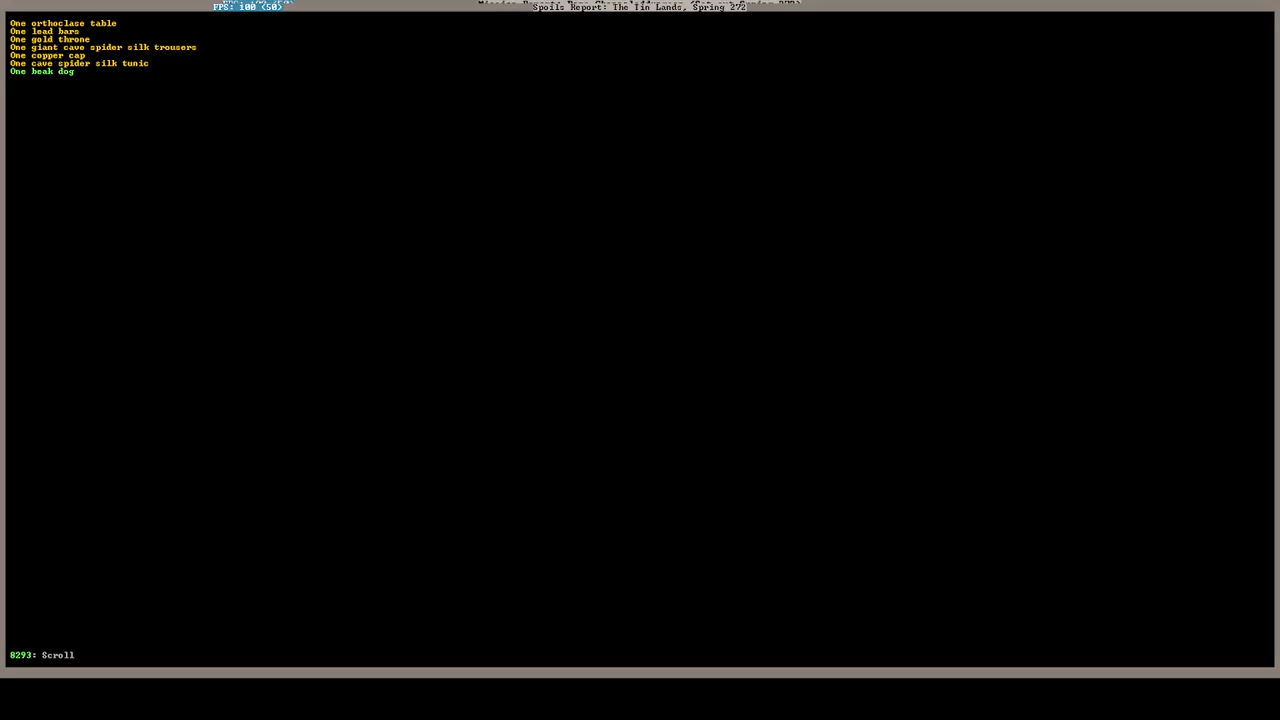 FPS: 100 (50)
Spoils Report: The Tin Lands, Spring 272
One orthoclase table
One lead bars
One gold throne
One giant cave spider silk trousers
One copper cap
One cave spider silk tunic
One beak dog
8293: Scroll